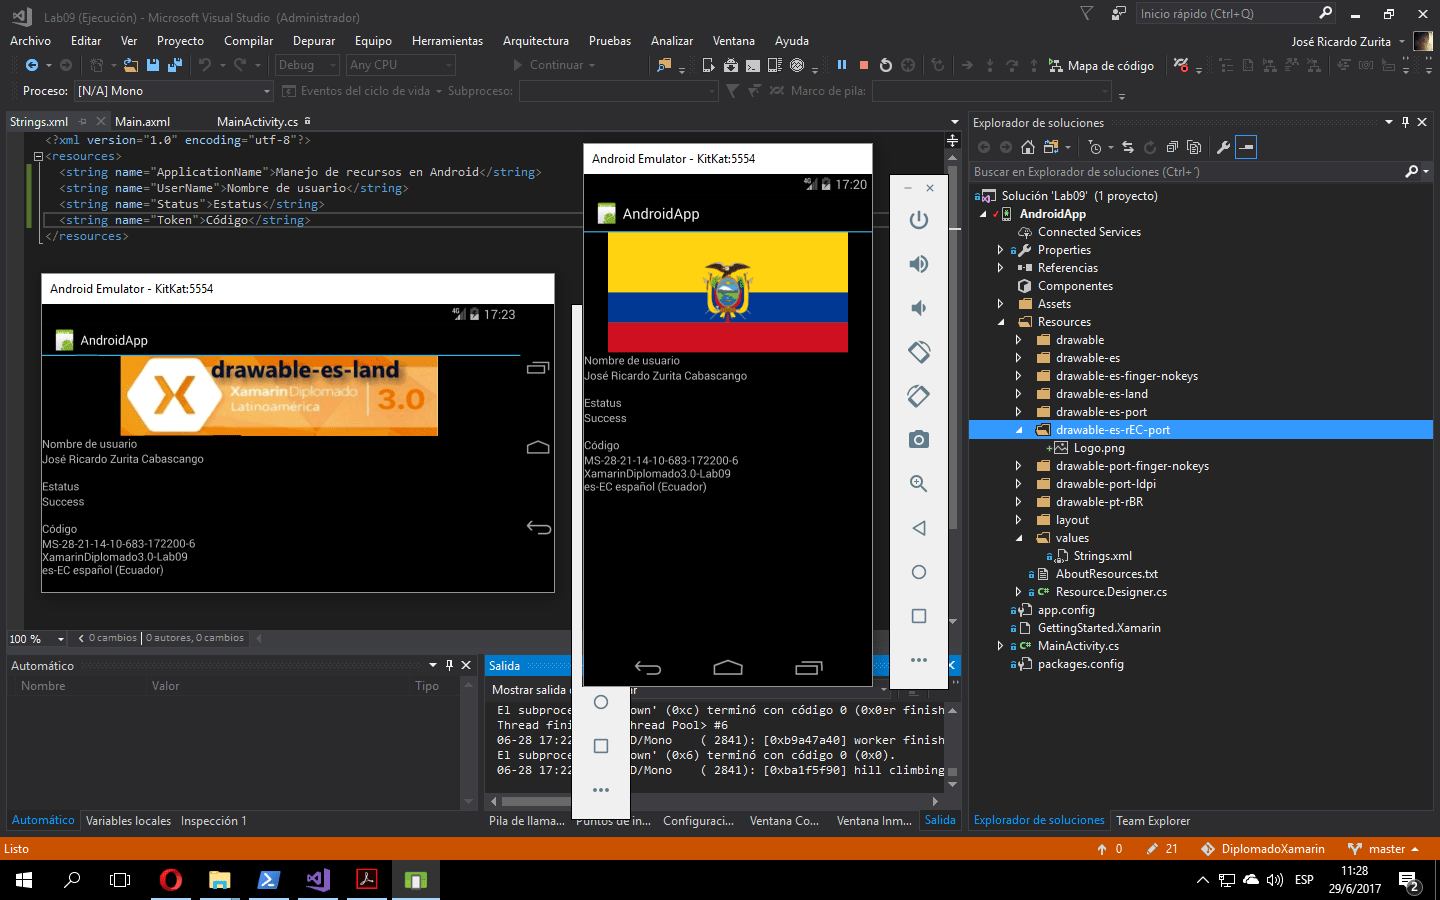 Lab09 (Ejecución) - Microsoft Visual Studio (Administrador)
Inicio rápido (Ctrl+Q)
Archivo Editar Ver Proyecto Compilar Depurar Equipo Herramientas Arquitectura Pruebas Analizar Ventana Ayuda
José Ricardo Zurita
Debug Any CPU Continuar Mapa de código
Proceso: [N/A] Mono Eventos del ciclo de vida Subproceso: Marco de pila:
Strings.xml Main.axml MainActivity.cs
<?xml version="1.0" encoding="utf-8"?>
<resources>
<string name="ApplicationName">Manejo de recursos en Android</string>
<string name="UserName">Nombre de usuario</string>
<string name="Status">Estatus</string>
<string name="Token">Código</string>
</resources>
Android Emulator - KitKat:5554
4G 17:23
AndroidApp
drawable-es-land
Xamarin Diplomado
Latinoamérica
3.0
Nombre de usuario
José Ricardo Zurita Cabascango
Estatus
Success
Código
MS-28-21-14-10-683-172200-6
XamarinDiplomado3.0-Lab09
es-EC español (Ecuador)
Android Emulator - KitKat:5554
4G 17:20
AndroidApp
Nombre de usuario
José Ricardo Zurita Cabascango
Estatus
Success
Código
MS-28-21-14-10-683-172200-6
XamarinDiplomado3.0-Lab09
es-EC español (Ecuador)
100 % 0 cambios 0 autores, 0 cambios
Automático
Nombre Valor Tipo
Automático Variables locales Inspección 1
Salida
Mostrar salida
El subproce own' (0xc) terminó con código 0 (0x0er finish
Thread fini hread Pool> #6
06-28 17:22 D/Mono ( 2841): [0xb9a47a40] worker finish
El subproce own' (0x6) terminó con código 0 (0x0).
06-28 17:22 D/Mono ( 2841): [0xba1f5f90] hill climbing
Pila de llama... Puntos de in... Configuraci... Ventana Co... Ventana Inm... Salida
Explorador de soluciones
Buscar en Explorador de soluciones (Ctrl+´)
Solución 'Lab09' (1 proyecto)
AndroidApp
Connected Services
Properties
Referencias
Componentes
Assets
Resources
drawable
drawable-es
drawable-es-finger-nokeys
drawable-es-land
drawable-es-port
drawable-es-rEC-port
Logo.png
drawable-port-finger-nokeys
drawable-port-ldpi
drawable-pt-rBR
layout
values
Strings.xml
AboutResources.txt
C# Resource.Designer.cs
app.config
GettingStarted.Xamarin
C# MainActivity.cs
packages.config
Explorador de soluciones Team Explorer
Listo 0 21 DiplomadoXamarin master
ESP
11:28
29/6/2017
2